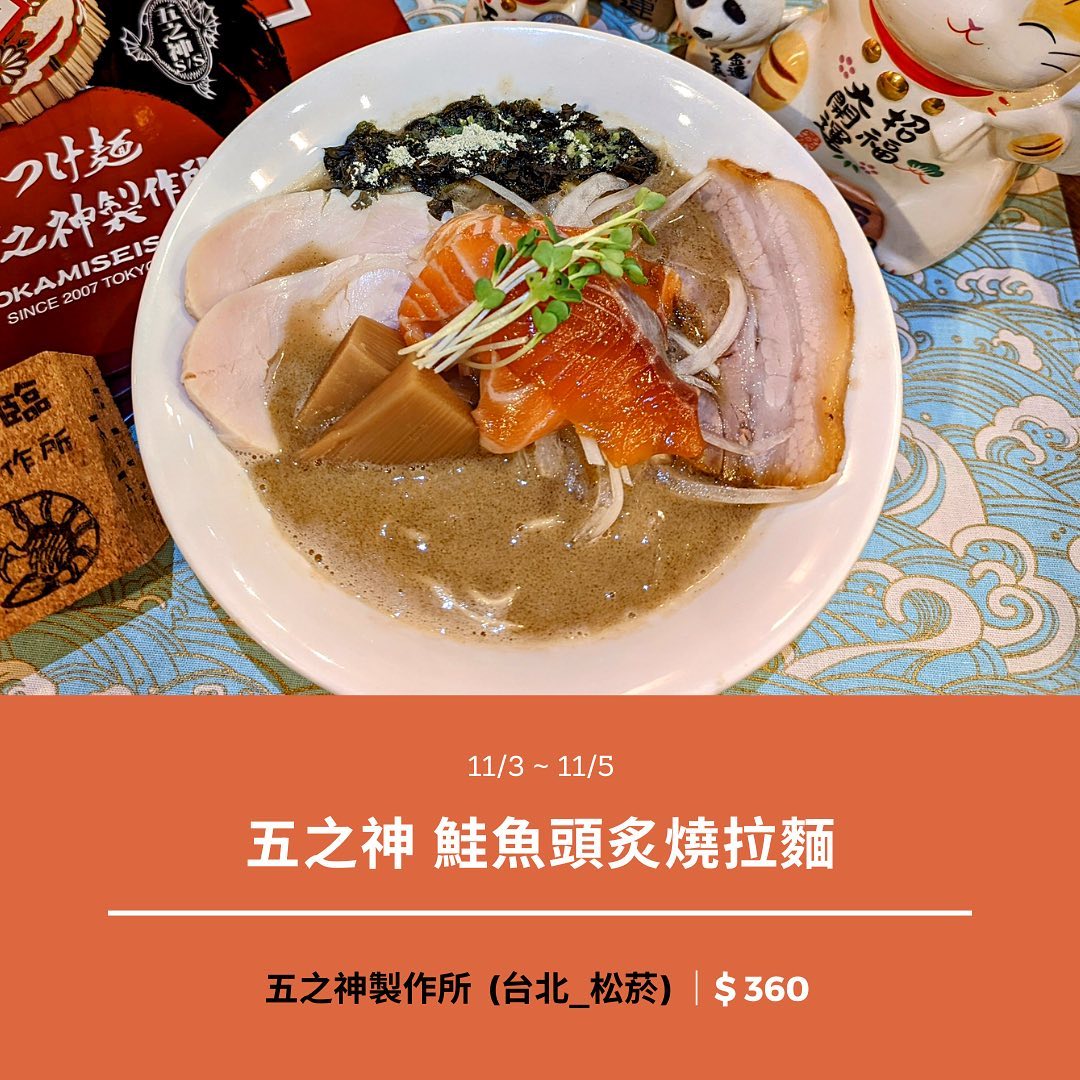 五之神
S/S
つけ麺
之神製作所
OKAMISEIS
SINCE 2007 TOKYO
臨
作所
招福
大開運
11/3 ~ 11/5
五之神 鮭魚頭炙燒拉麵
五之神製作所 (台北_松菸)｜$ 360